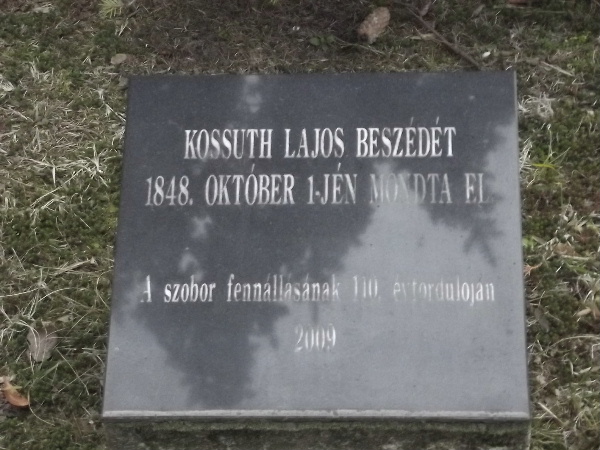 KOSSUTH LAJOS BESZÉDÉT
1848. OKTÓBER 1-JÉN MONDTA EL
A szobor fennállásának 110. évfordulóján
2009